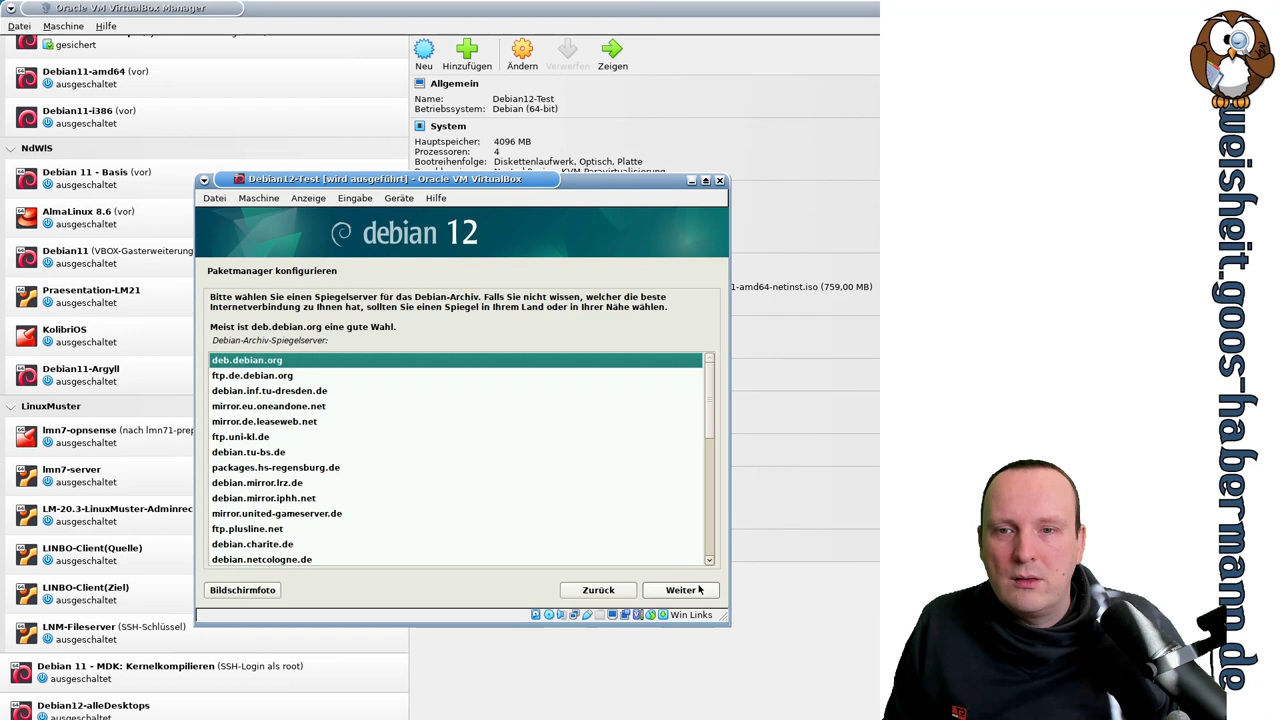 Oracle VM VirtualBox Manager
Datei Maschine Hilfe
gesichert
Debian11-amd64 (vor)
ausgeschaltet
Debian11-i386 (vor)
ausgeschaltet
NdWIS
Debian 11 - Basis (vor)
ausgeschaltet
AlmaLinux 8.6 (vor)
ausgeschaltet
Debian11 (VBOX-Gasterweiterung
ausgeschaltet
Praesentation-LM21
ausgeschaltet
KolibriOS
ausgeschaltet
Debian11-Argyll
ausgeschaltet
LinuxMuster
lmn7-opnsense (nach lmn71-prep
ausgeschaltet
lmn7-server
ausgeschaltet
LM-20.3-LinuxMuster-Adminrec
ausgeschaltet
LINBO-Client(Quelle)
ausgeschaltet
LINBO-Client(Ziel)
ausgeschaltet
LNM-Fileserver (SSH-Schlüssel)
ausgeschaltet
Debian 11 - MDK: Kernelkompilieren (SSH-Login als root)
ausgeschaltet
Debian12-alleDesktops
ausgeschaltet
Neu Hinzufügen Ändern Verwerfen Zeigen
Allgemein
Name: Debian12-Test
Betriebssystem: Debian (64-bit)
System
Hauptspeicher: 4096 MB
Prozessoren: 4
Bootreihenfolge: Diskettenlaufwerk, Optisch, Platte
1-amd64-netinst.iso (759,00 MB)
Debian12-Test [wird ausgeführt] - Oracle VM VirtualBox
Datei Maschine Anzeige Eingabe Geräte Hilfe
debian 12
Paketmanager konfigurieren
Bitte wählen Sie einen Spiegelserver für das Debian-Archiv. Falls Sie nicht wissen, welcher die beste
Internetverbindung zu Ihnen hat, sollten Sie einen Spiegel in Ihrem Land oder in Ihrer Nähe wählen.
Meist ist deb.debian.org eine gute Wahl.
Debian-Archiv-Spiegelserver:
deb.debian.org
ftp.de.debian.org
debian.inf.tu-dresden.de
mirror.eu.oneandone.net
mirror.de.leaseweb.net
ftp.uni-kl.de
debian.tu-bs.de
packages.hs-regensburg.de
debian.mirror.lrz.de
debian.mirror.iphh.net
mirror.united-gameserver.de
ftp.plusline.net
debian.charite.de
debian.netcologne.de
Bildschirmfoto Zurück Weiter
Win Links
weisheit.goos-habermann.de